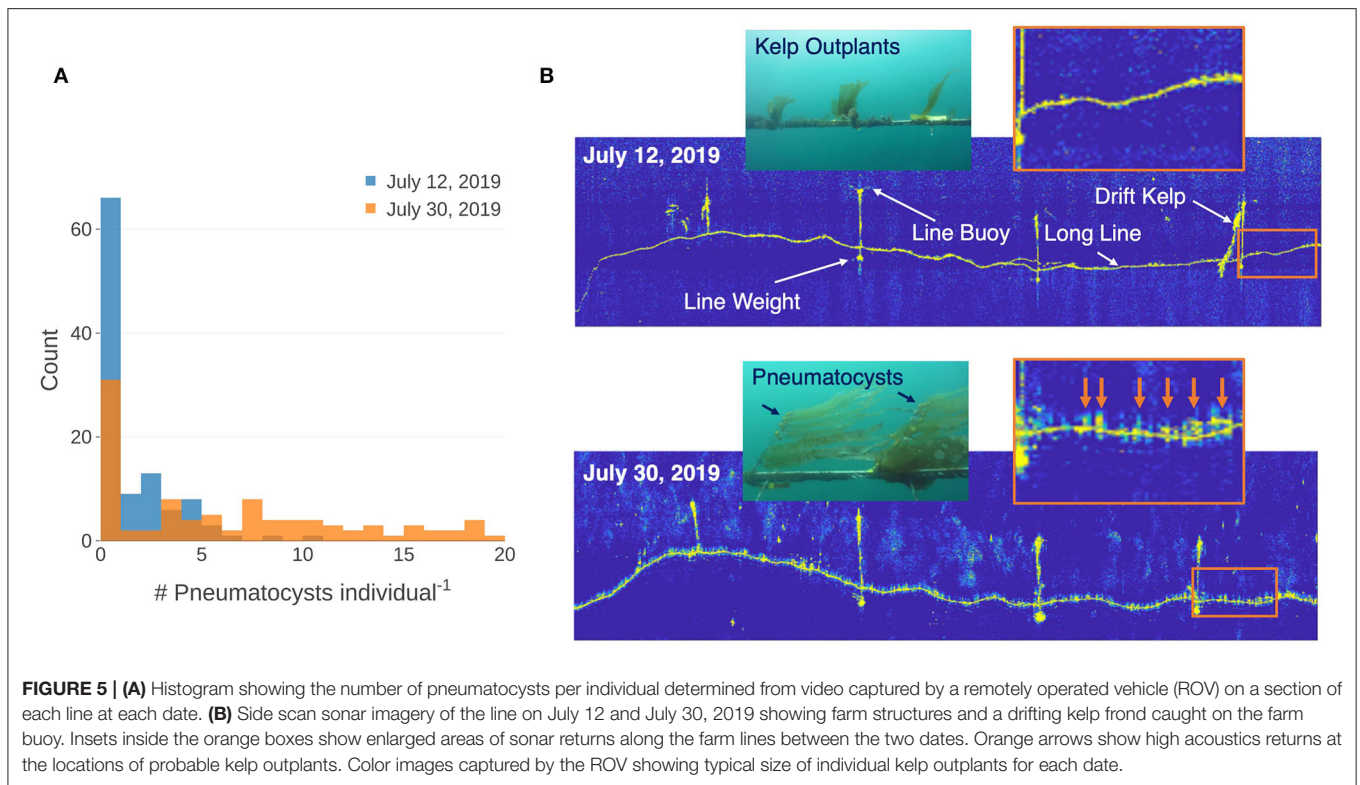 A
July 12, 2019
July 30, 2019
60
40
20
0
0
5
10
15
20
Count
# Pneumatocysts individual-1
B
Kelp Outplants
July 12, 2019
Drift Kelp
Line Buoy
Long Line
Line Weight
Pneumatocysts
July 30, 2019
FIGURE 5 | (A) Histogram showing the number of pneumatocysts per individual determined from video captured by a remotely operated vehicle (ROV) on a section of
each line at each date. (B) Side scan sonar imagery of the line on July 12 and July 30, 2019 showing farm structures and a drifting kelp frond caught on the farm
buoy. Insets inside the orange boxes show enlarged areas of sonar returns along the farm lines between the two dates. Orange arrows show high acoustics returns at
the locations of probable kelp outplants. Color images captured by the ROV showing typical size of individual kelp outplants for each date.